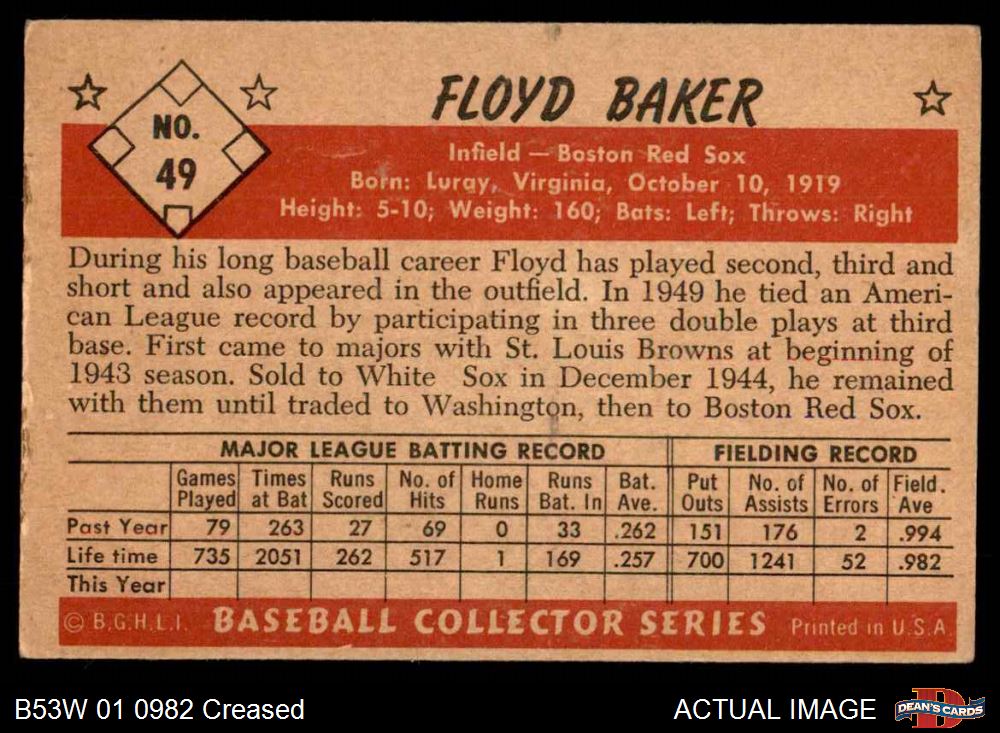 NO.
49
FLOYD BAKER
Infield — Boston Red Sox
Born: Luray, Virginia, October 10, 1919
Height: 5-10; Weight: 160; Bats: Left; Throws: Right
During his long baseball career Floyd has played second, third and
short and also appeared in the outfield. In 1949 he tied an Ameri-
can League record by participating in three double plays at third
base. First came to majors with St. Louis Browns at beginning of
1943 season. Sold to White Sox in December 1944, he remained
with them until traded to Washington, then to Boston Red Sox.
MAJOR LEAGUE BATTING RECORD FIELDING RECORD
Games Times Runs No. of Home Runs Bat. Put No. of No. of Field.
Played at Bat Scored Hits Runs Bat. In Ave. Outs Assists Errors Ave
Past Year 79 263 27 69 0 33 .262 151 176 2 .994
Life time 735 2051 262 517 1 169 .257 700 1241 52 .982
This Year
© B.G.H.L.I. BASEBALL COLLECTOR SERIES Printed in U.S.A
B53W 01 0982 Creased ACTUAL IMAGE DEAN'S CARDS